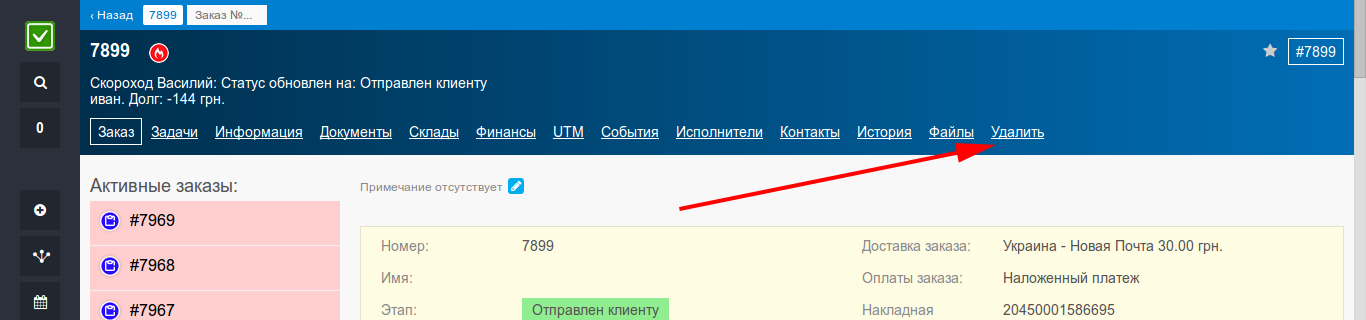 ‹ Назад 7899 Заказ №...
7899
#7899
Скороход Василий: Статус обновлен на: Отправлен клиенту
иван. Долг: -144 грн.
0
Заказ Задачи Информация Документы Склады Финансы UTM События Исполнители Контакты История Файлы Удалить
Активные заказы:
#7969
#7968
#7967
Примечание отсутствует
Номер: 7899
Доставка заказа: Украина - Новая Почта 30.00 грн.
Имя:
Оплаты заказа: Наложенный платеж
Этап: Отправлен клиенту
Накладная 20450001586695